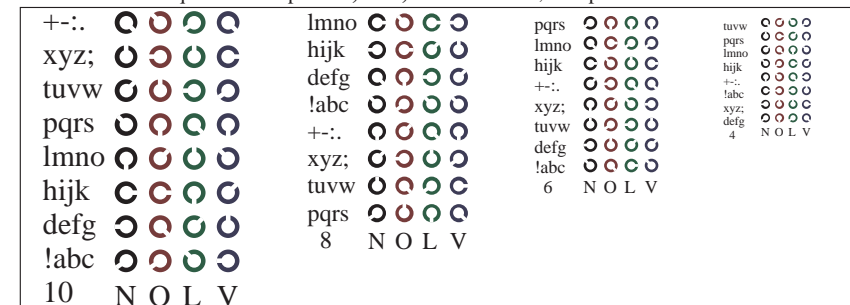 +-:.
xyz;
tuvw
pqrs
lmno
hijk
defg
!abc
10 N O L V
lmno
hijk
defg
!abc
+-:.
xyz;
tuvw
pqrs
8 N O L V
pqrs
lmno
hijk
+-:.
xyz;
tuvw
defg
!abc
6 N O L V
tuvw
pqrs
lmno
hijk
+-:.
!abc
xyz;
defg
4 N O L V